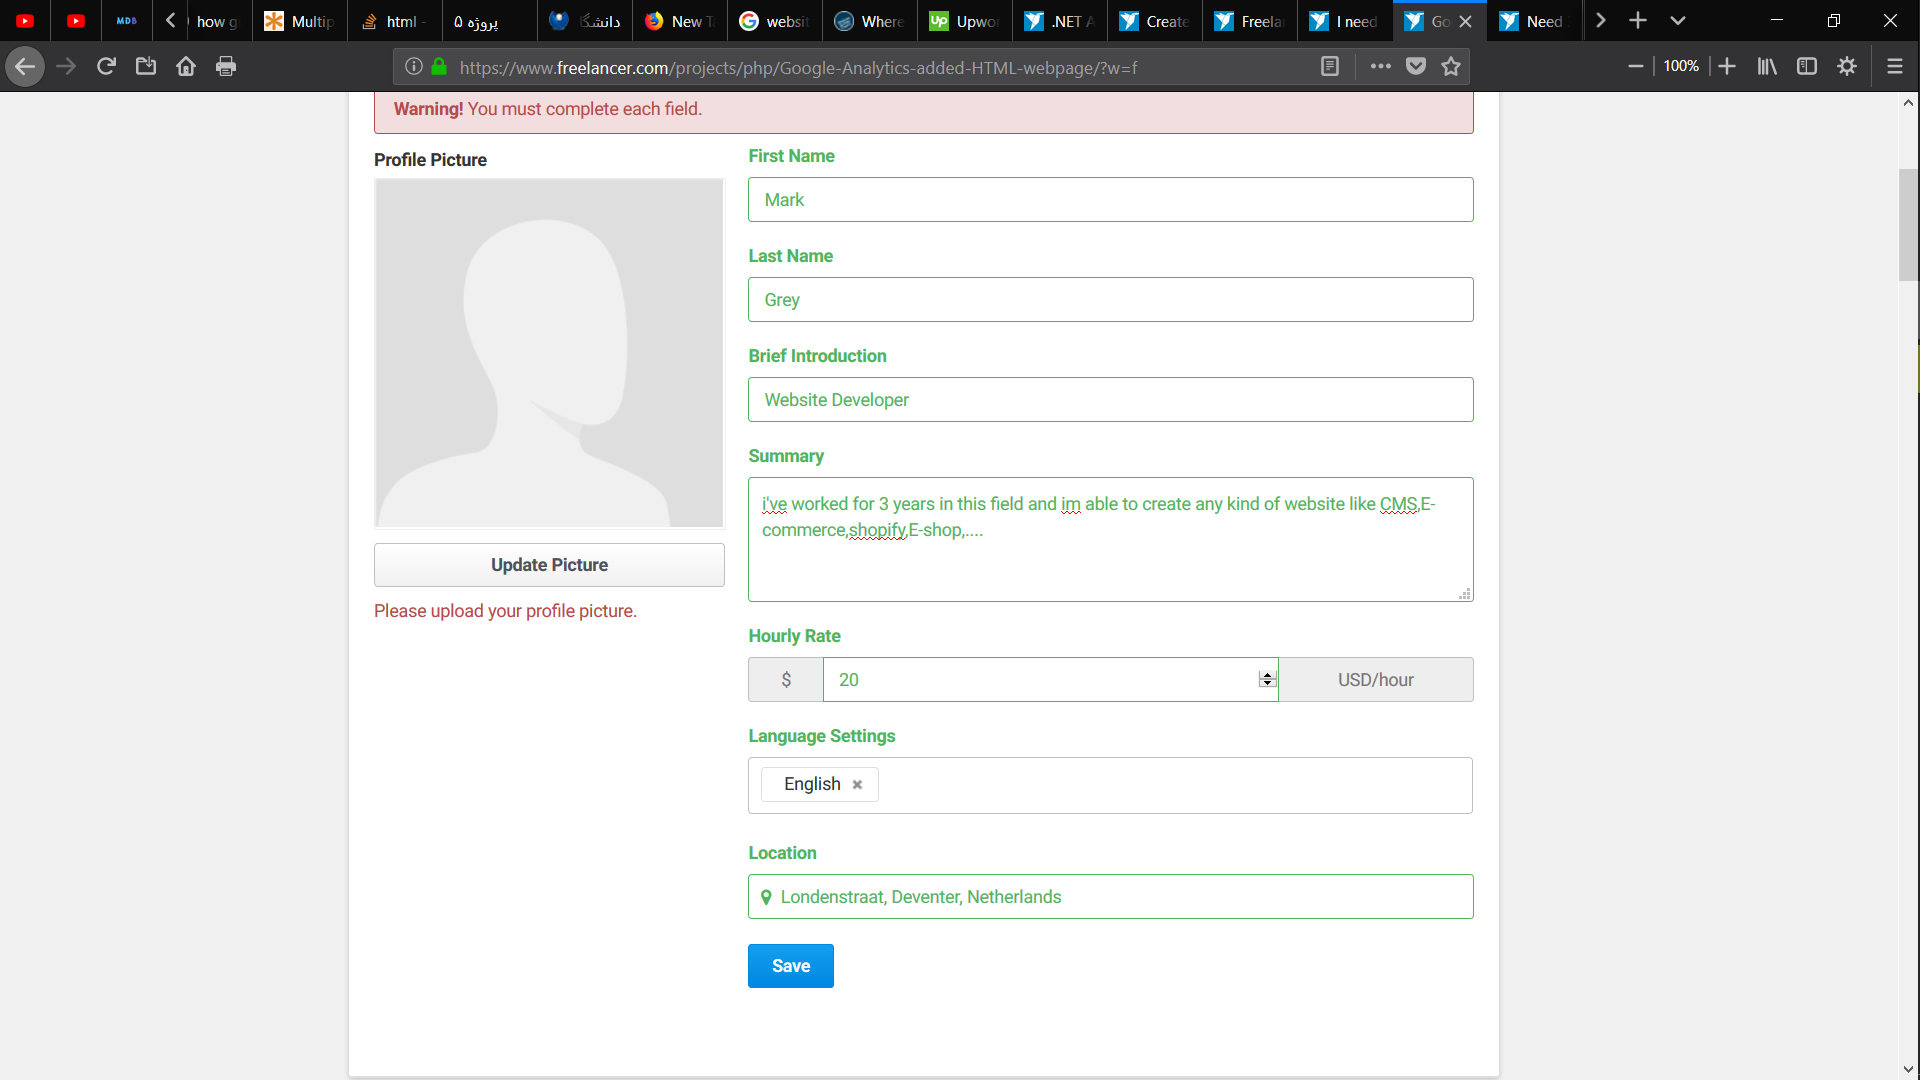 MDB
how g
Multip
html -
پروژه ۵
دانشگا
New T
websit
Where
Up Upwor
.NET A
Create
Freelan
I need
Go
Need
https://www.freelancer.com/projects/php/Google-Analytics-added-HTML-webpage/?w=f
100%
Warning! You must complete each field.
Profile Picture
Update Picture
Please upload your profile picture.
First Name
Mark
Last Name
Grey
Brief Introduction
Website Developer
Summary
i've worked for 3 years in this field and im able to create any kind of website like CMS,E-
commerce,shopify,E-shop,....
Hourly Rate
$ 20 USD/hour
Language Settings
English ×
Location
Londenstraat, Deventer, Netherlands
Save